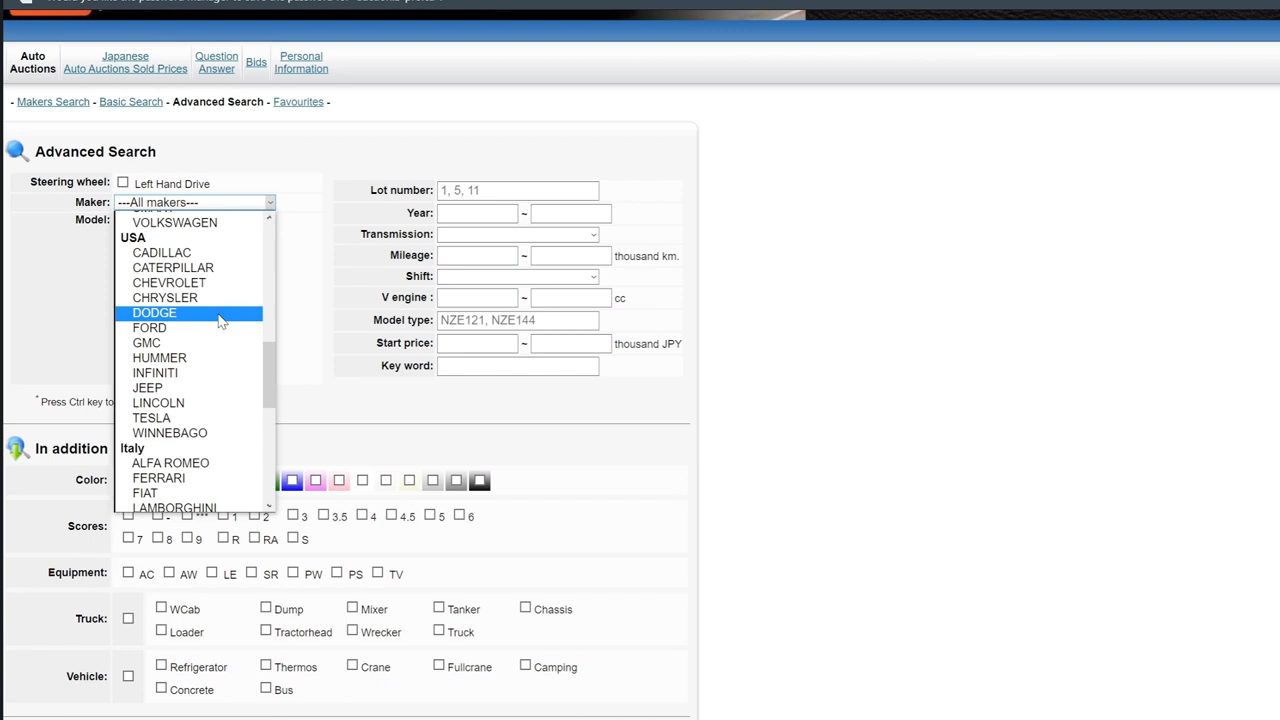 Auto Auctions
Japanese Auto Auctions Sold Prices
Question Answer
Bids
Personal Information
- Makers Search - Basic Search - Advanced Search - Favourites -
Advanced Search
Steering wheel: Left Hand Drive
Maker: ---All makers---
Model:
VOLKSWAGEN
USA
CADILLAC
CATERPILLAR
CHEVROLET
CHRYSLER
DODGE
FORD
GMC
HUMMER
INFINITI
JEEP
LINCOLN
TESLA
WINNEBAGO
Italy
ALFA ROMEO
FERRARI
FIAT
LAMBORGHINI
* Press Ctrl key to
Lot number: 1, 5, 11
Year: ~
Transmission:
Mileage: ~ thousand km.
Shift:
V engine : ~ cc
Model type: NZE121, NZE144
Start price: ~ thousand JPY
Key word:
In addition
Color:
Scores: - *** 1 2 3 3.5 4 4.5 5 6
7 8 9 R RA S
Equipment: AC AW LE SR PW PS TV
Truck: WCab Dump Mixer Tanker Chassis
Loader Tractorhead Wrecker Truck
Vehicle: Refrigerator Thermos Crane Fullcrane Camping
Concrete Bus